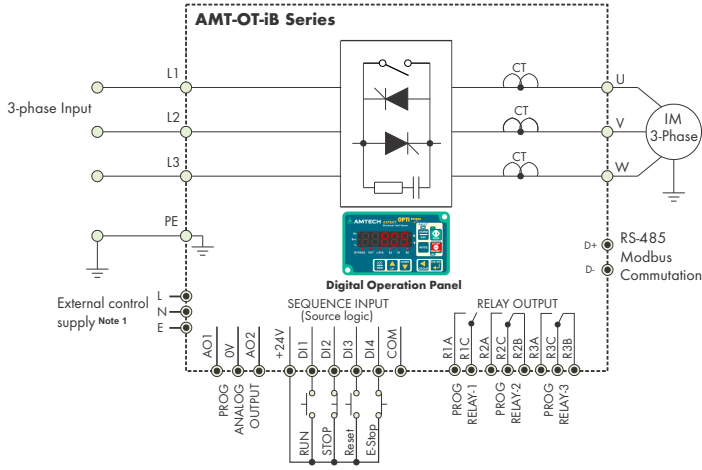 AMT-OT-iB Series
L1
CT
U
3-phase Input
L2
CT
V
IM
3-Phase
L3
CT
W
PE
AMTECH
OPTi
D+
RS-485
Modbus
D-
Commutation
Digital Operation Panel
External control
supply Note 1
L
N
E
SEQUENCE INPUT
(Source logic)
RELAY OUTPUT
AO1
0V
AO2
+24V
DI1
DI2
DI3
DI4
COM
R1A
R1C
R2A
R2C
R2B
R3A
R3C
R3B
PROG
ANALOG
OUTPUT
RUN
STOP
Reset
E-Stop
PROG
RELAY-1
PROG
RELAY-2
PROG
RELAY-3